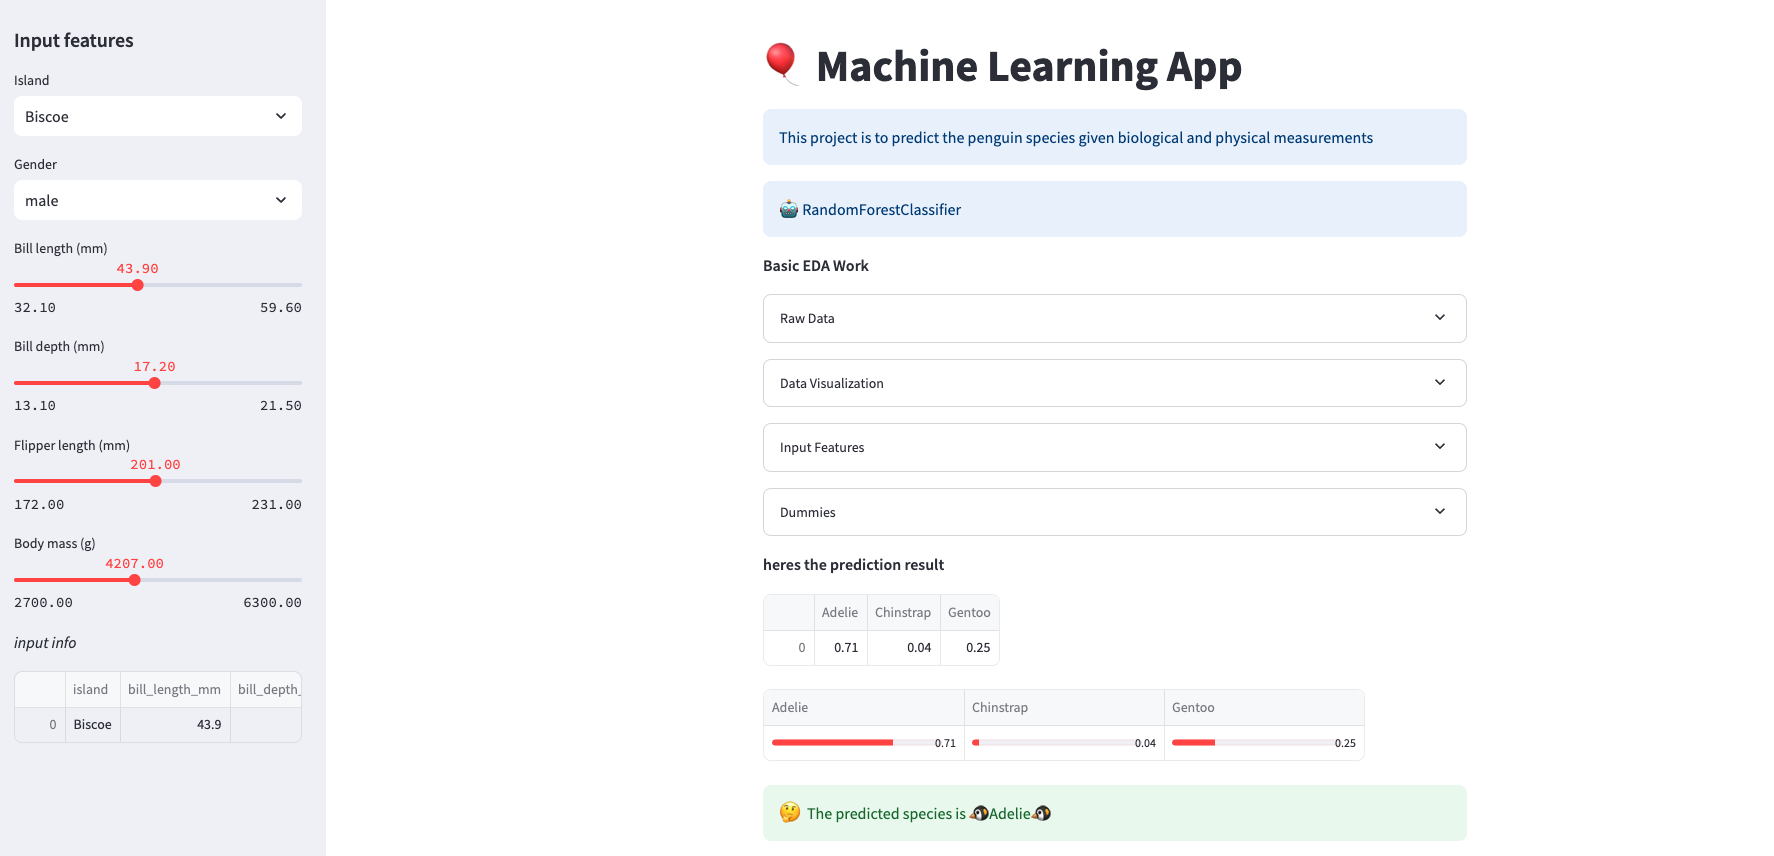 Input features
Island
Biscoe
Gender
male
Bill length (mm)
43.90
32.10 59.60
Bill depth (mm)
17.20
13.10 21.50
Flipper length (mm)
201.00
172.00 231.00
Body mass (g)
4207.00
2700.00 6300.00
input info
island bill_length_mm bill_depth_
0 Biscoe 43.9
Machine Learning App
This project is to predict the penguin species given biological and physical measurements
RandomForestClassifier
Basic EDA Work
Raw Data
Data Visualization
Input Features
Dummies
heres the prediction result
Adelie Chinstrap Gentoo
0 0.71 0.04 0.25
Adelie Chinstrap Gentoo
0.71 0.04 0.25
🤔 The predicted species is 🐧Adelie🐧